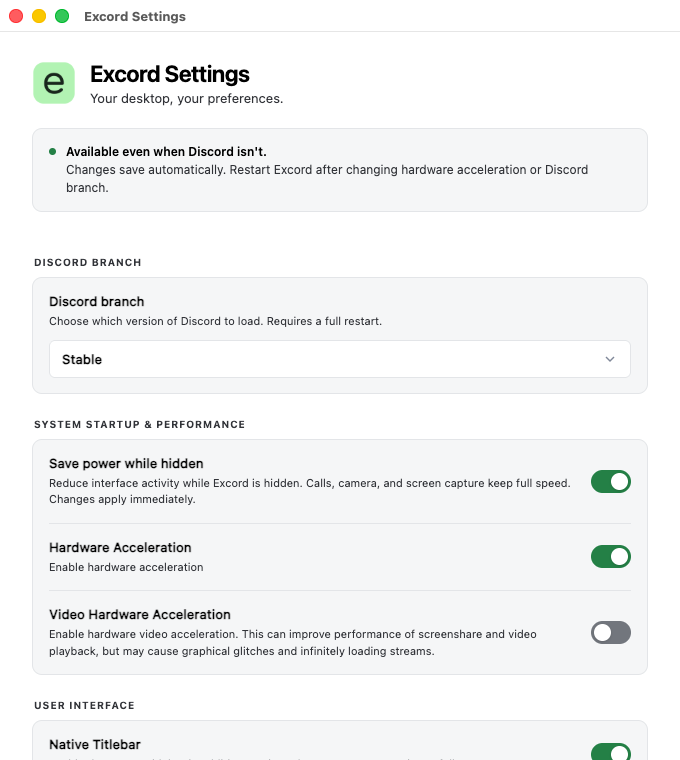 Excord Settings
e
Excord Settings
Your desktop, your preferences.
Available even when Discord isn't.
Changes save automatically. Restart Excord after changing hardware acceleration or Discord
branch.
DISCORD BRANCH
Discord branch
Choose which version of Discord to load. Requires a full restart.
Stable
SYSTEM STARTUP & PERFORMANCE
Save power while hidden
Reduce interface activity while Excord is hidden. Calls, camera, and screen capture keep full speed.
Changes apply immediately.
Hardware Acceleration
Enable hardware acceleration
Video Hardware Acceleration
Enable hardware video acceleration. This can improve performance of screenshare and video
playback, but may cause graphical glitches and infinitely loading streams.
USER INTERFACE
Native Titlebar